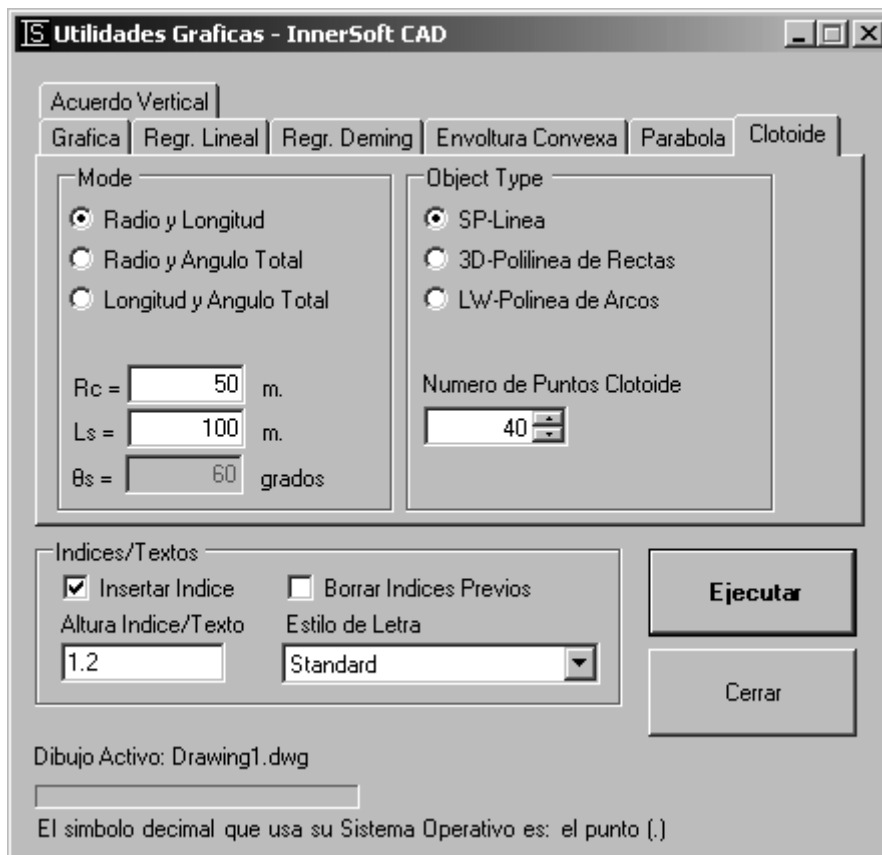 IS Utilidades Graficas - InnerSoft CAD
Acuerdo Vertical
Grafica Regr. Lineal Regr. Deming Envoltura Convexa Parabola Clotoide
Mode
Radio y Longitud
Radio y Angulo Total
Longitud y Angulo Total
Rc = 50 m.
Ls = 100 m.
θs = 60 grados
Object Type
SP-Linea
3D-Polilinea de Rectas
LW-Polinea de Arcos
Numero de Puntos Clotoide
40
Indices/Textos
Insertar Indice Borrar Indices Previos
Altura Indice/Texto Estilo de Letra
1.2 Standard
Ejecutar
Cerrar
Dibujo Activo: Drawing1.dwg
El simbolo decimal que usa su Sistema Operativo es: el punto (.)